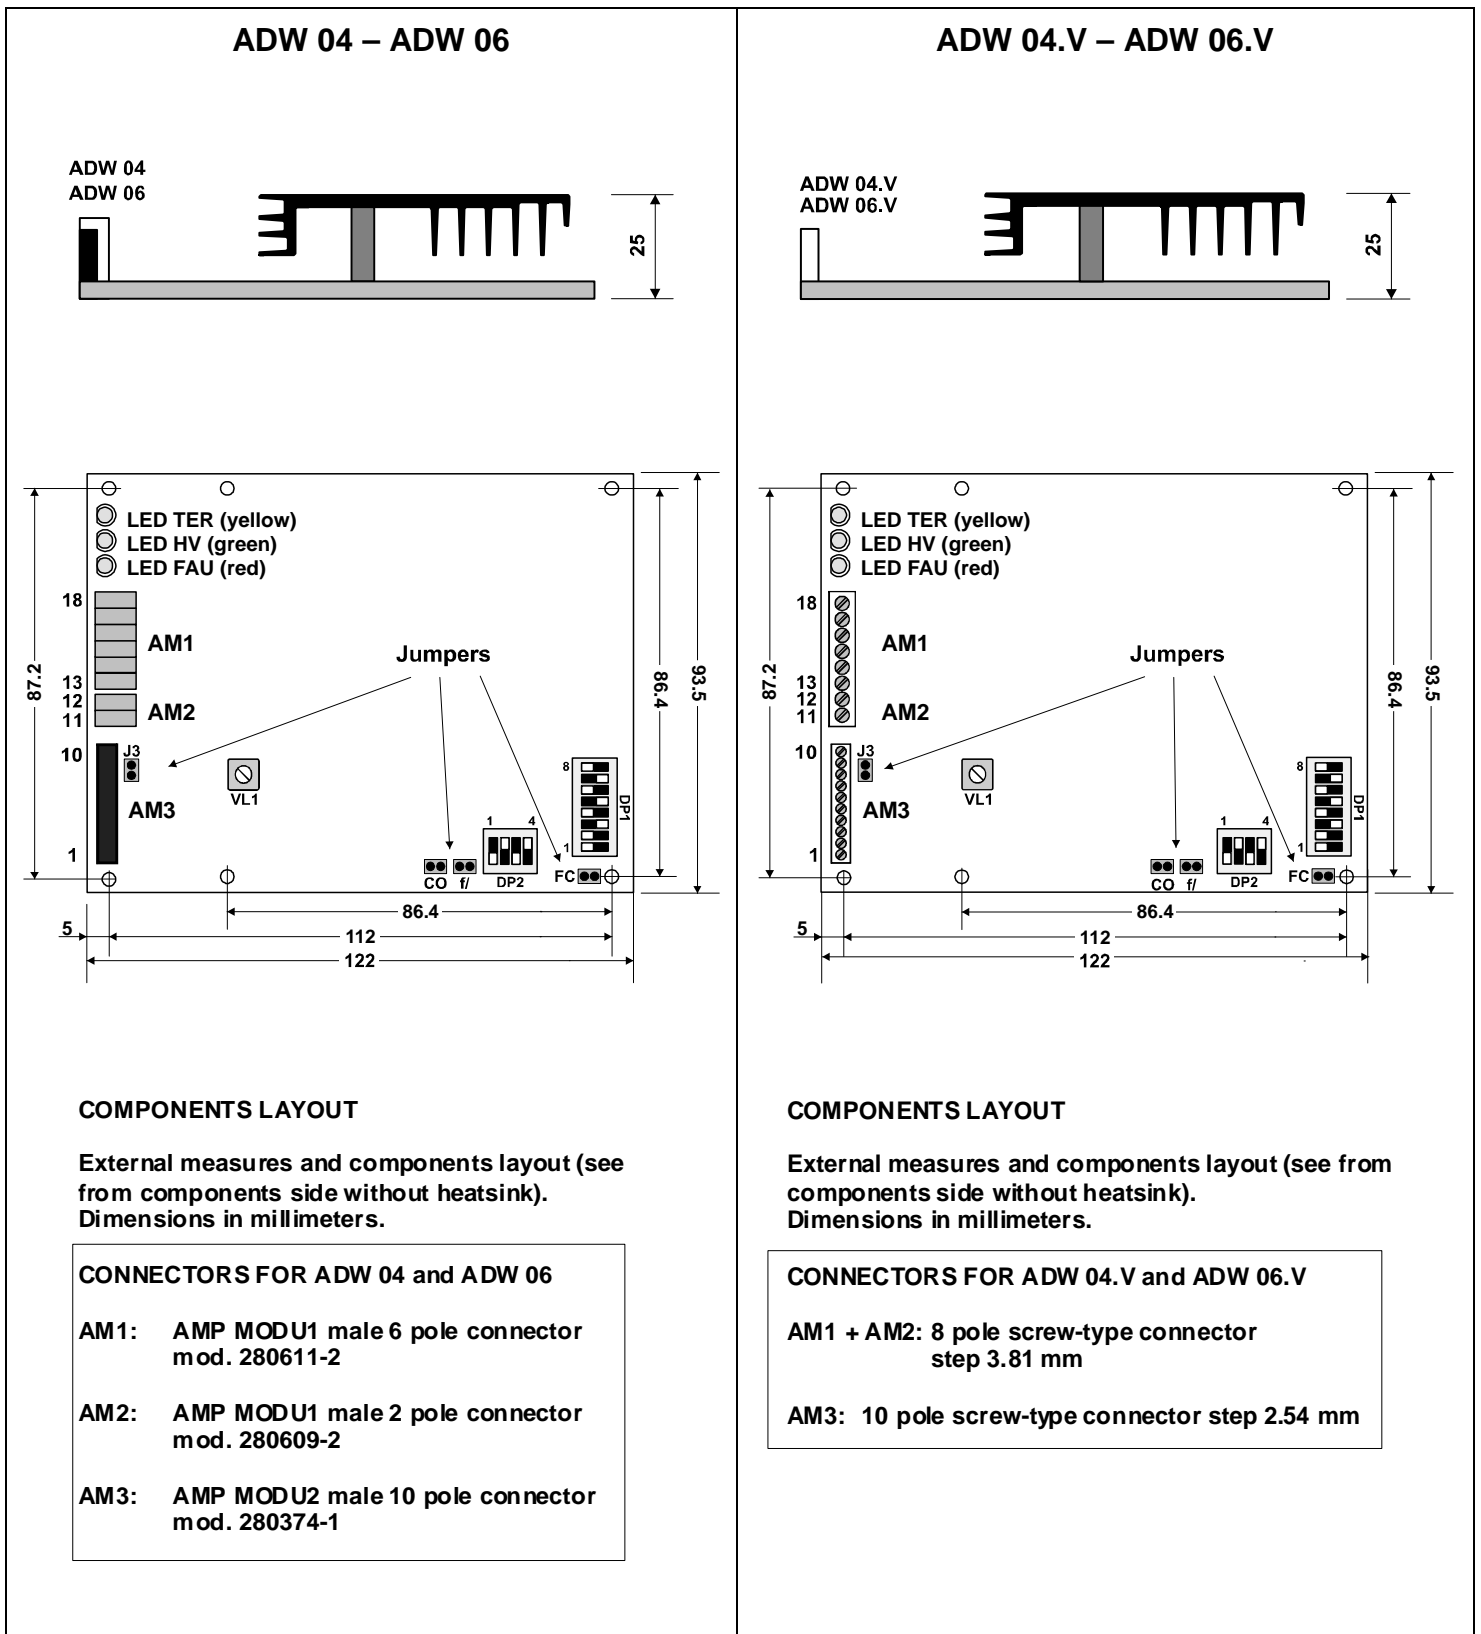 ADW 04 – ADW 06
ADW 04
ADW 06
25
LED TER (yellow)
LED HV (green)
LED FAU (red)
18
AM1
13
12
11
AM2
Jumpers
10
J3
AM3
1
VL1
8
DP1
1
1 4
DP2
CO f/
FC
87.2
86.4
93.5
86.4
5
112
122
COMPONENTS LAYOUT
External measures and components layout (see
from components side without heatsink).
Dimensions in millimeters.
CONNECTORS FOR ADW 04 and ADW 06
AM1: AMP MODU1 male 6 pole connector
mod. 280611-2
AM2: AMP MODU1 male 2 pole connector
mod. 280609-2
AM3: AMP MODU2 male 10 pole connector
mod. 280374-1
ADW 04.V – ADW 06.V
ADW 04.V
ADW 06.V
25
LED TER (yellow)
LED HV (green)
LED FAU (red)
18
AM1
13
12
11
AM2
Jumpers
10
J3
AM3
1
VL1
8
DP1
1
1 4
DP2
CO f/
FC
87.2
86.4
93.5
86.4
5
112
122
COMPONENTS LAYOUT
External measures and components layout (see from
components side without heatsink).
Dimensions in millimeters.
CONNECTORS FOR ADW 04.V and ADW 06.V
AM1 + AM2: 8 pole screw-type connector
step 3.81 mm
AM3: 10 pole screw-type connector step 2.54 mm